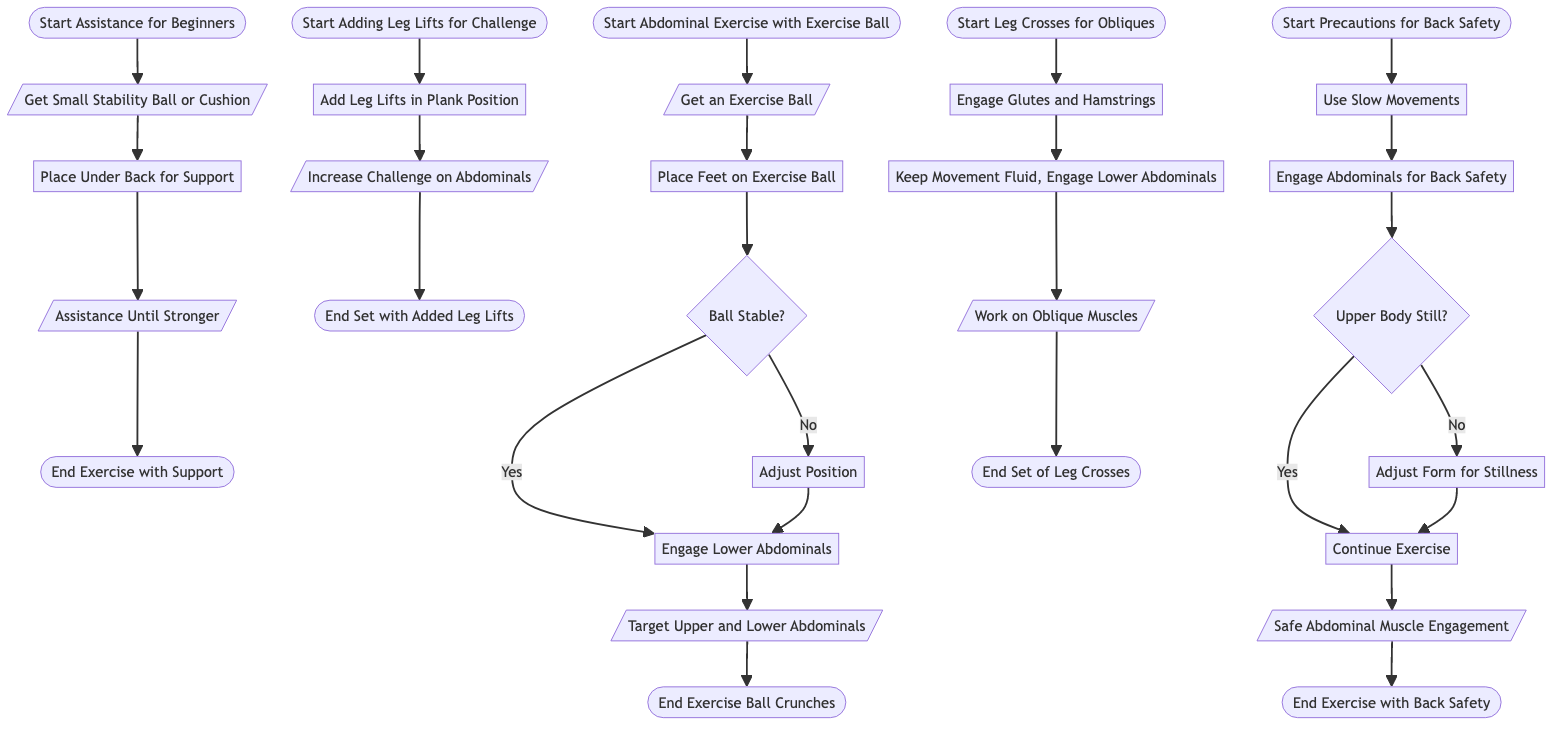 Start Assistance for Beginners
Get Small Stability Ball or Cushion
Place Under Back for Support
Assistance Until Stronger
End Exercise with Support
Start Adding Leg Lifts for Challenge
Add Leg Lifts in Plank Position
Increase Challenge on Abdominals
End Set with Added Leg Lifts
Start Abdominal Exercise with Exercise Ball
Get an Exercise Ball
Place Feet on Exercise Ball
Ball Stable?
Yes
No
Adjust Position
Engage Lower Abdominals
Target Upper and Lower Abdominals
End Exercise Ball Crunches
Start Leg Crosses for Obliques
Engage Glutes and Hamstrings
Keep Movement Fluid, Engage Lower Abdominals
Work on Oblique Muscles
End Set of Leg Crosses
Start Precautions for Back Safety
Use Slow Movements
Engage Abdominals for Back Safety
Upper Body Still?
Yes
No
Adjust Form for Stillness
Continue Exercise
Safe Abdominal Muscle Engagement
End Exercise with Back Safety